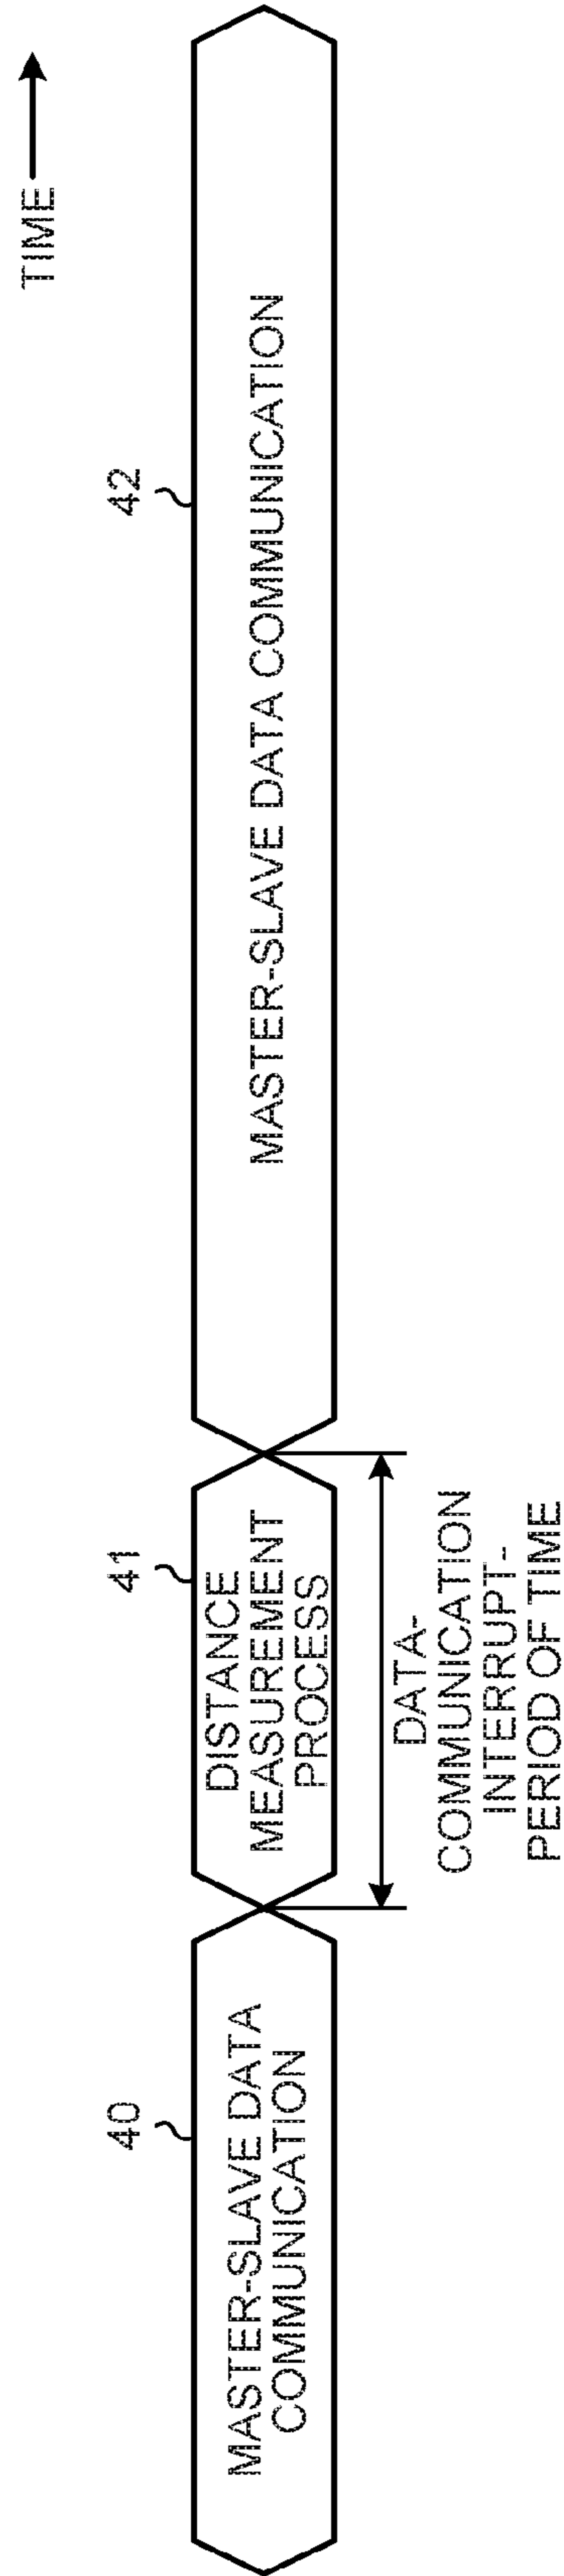 TIME
40
41
42
MASTER-SLAVE DATA
COMMUNICATION
DISTANCE
MEASUREMENT
PROCESS
MASTER-SLAVE DATA COMMUNICATION
DATA-
COMMUNICATION
INTERRUPT-
PERIOD OF TIME